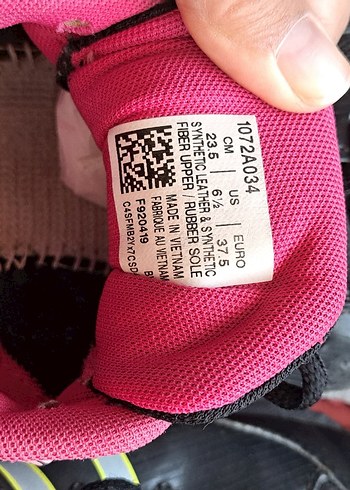 1072A034
CM | US | EURO
23.5 | 6½ | 37.5
SYNTHETIC LEATHER & SYNTHETIC
FIBER UPPER / RUBBER SOLE
MADE IN VIETNAM
FABRIQUE AU VIETNAM
F920419